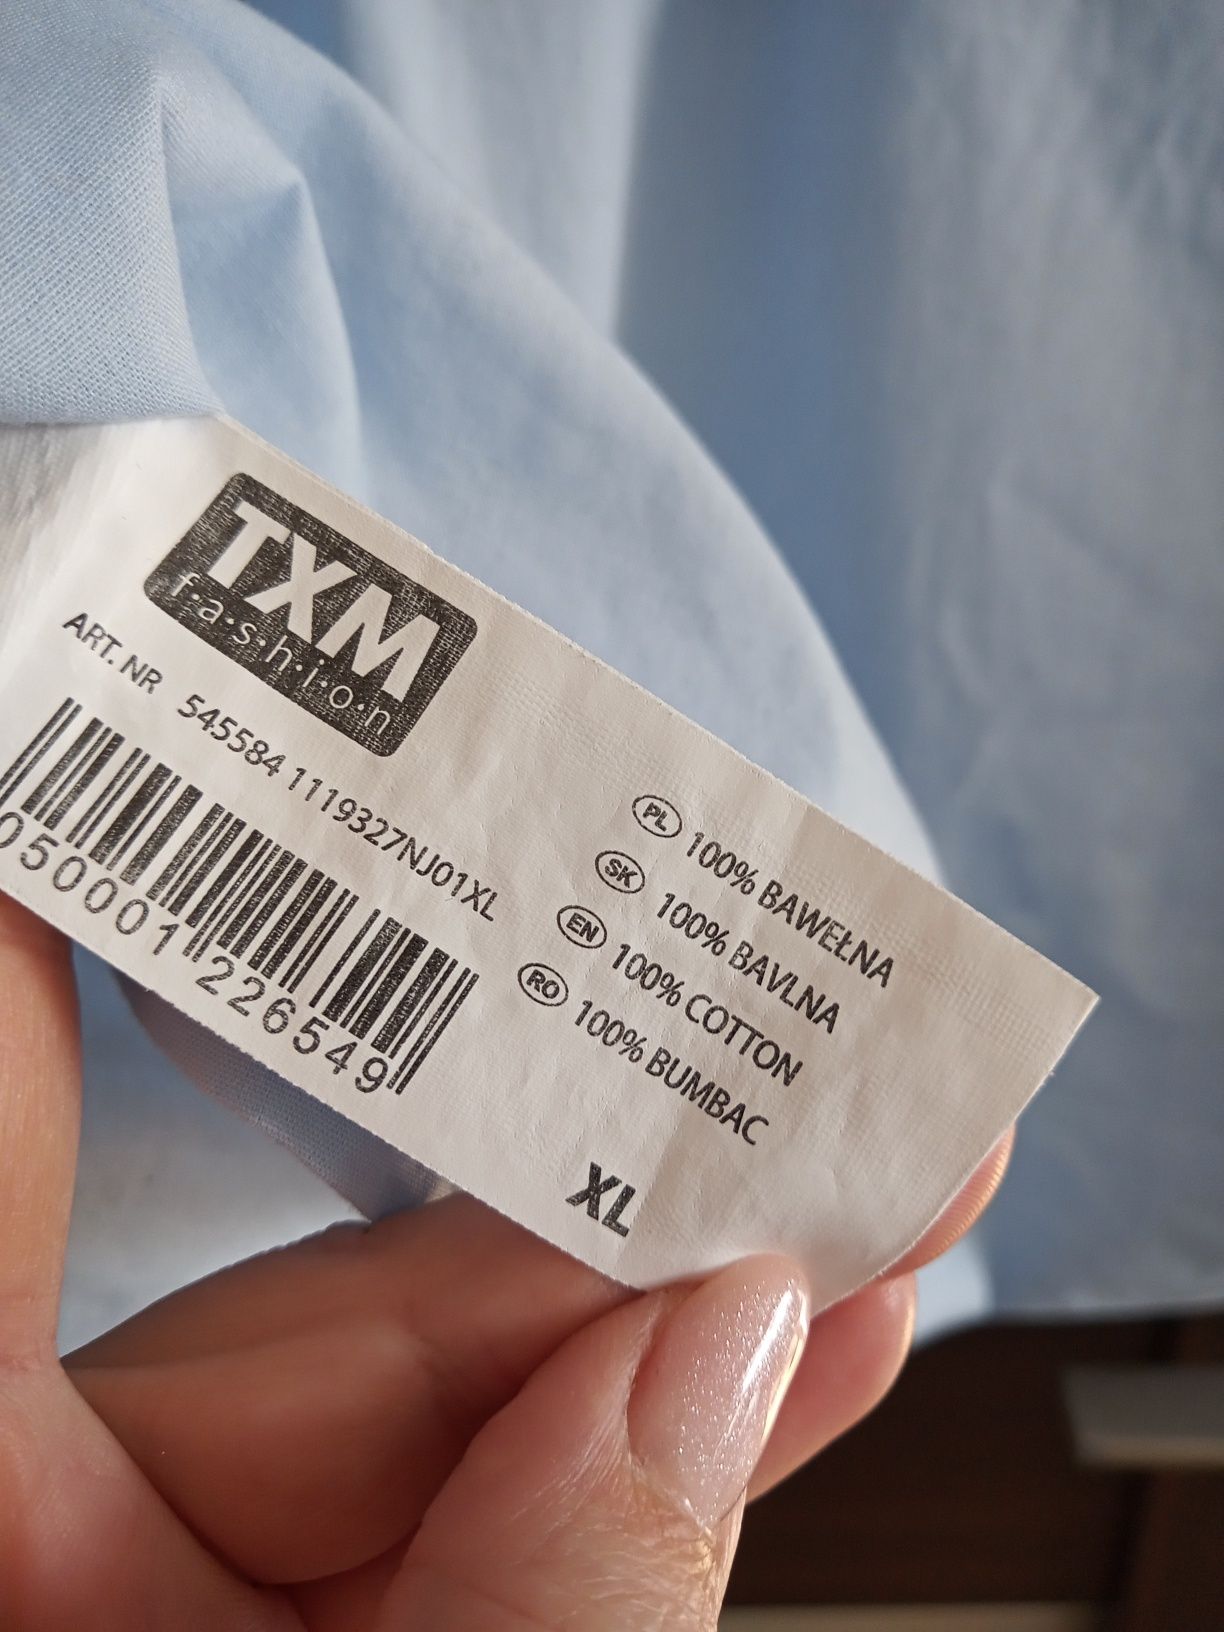 TXM
f·a·s·h·i·o·n
ART. NR 545584 1119327NJ01XL
050001 226549
PL 100% BAWEŁNA
SK 100% BAVLNA
EN 100% COTTON
RO 100% BUMBAC
XL